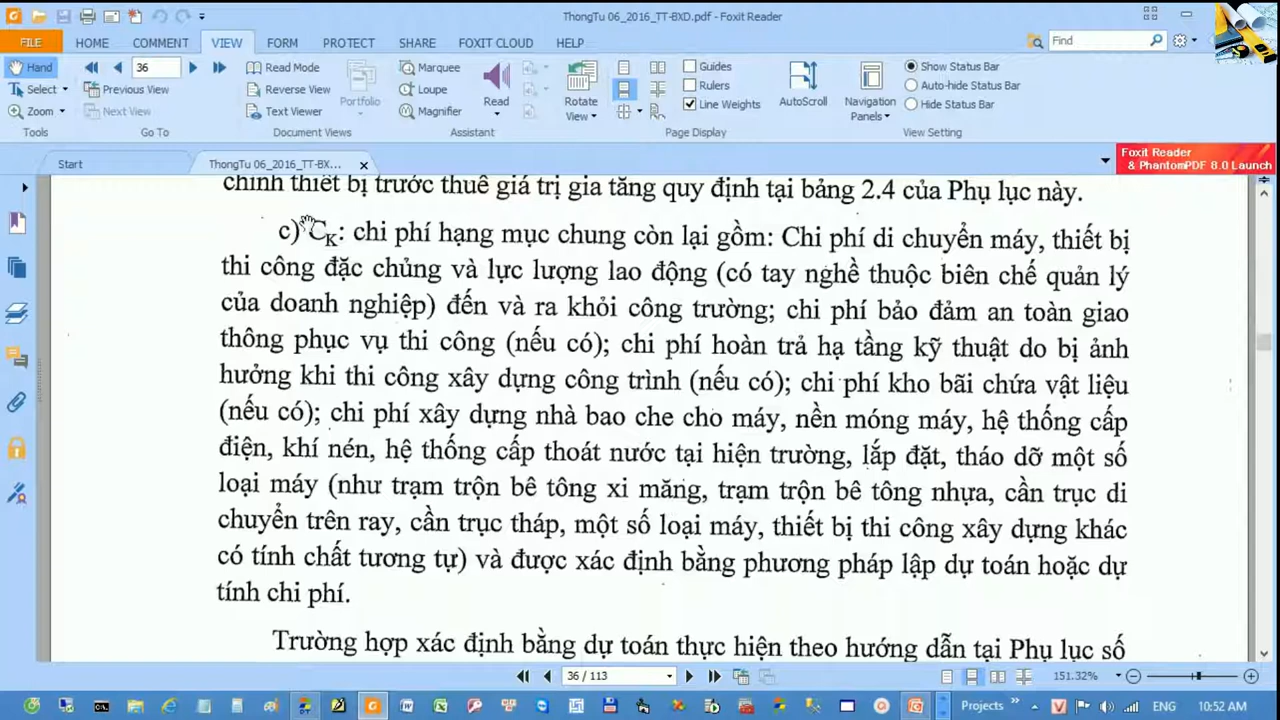 ThongTu 06_2016_TT-BXD.pdf - Foxit Reader
FILE HOME COMMENT VIEW FORM PROTECT SHARE FOXIT CLOUD HELP
Find
Hand
36
Read Mode
Marquee
Guides
Show Status Bar
Select
Previous View
Reverse View
Loupe
Rulers
Auto-hide Status Bar
Portfolio
Read
Rotate
View
AutoScroll
Navigation
Panels
Zoom
Next View
Text Viewer
Magnifier
Line Weights
Hide Status Bar
Tools
Go To
Document Views
Assistant
Page Display
View Setting
Start
ThongTu 06_2016_TT-BX...
Foxit Reader
& PhantomPDF 8.0 Launch
chỉnh thiết bị trước thuế giá trị gia tăng quy định tại bảng 2.4 của Phụ lục này.
c) CK: chi phí hạng mục chung còn lại gồm: Chi phí di chuyển máy, thiết bị
thi công đặc chủng và lực lượng lao động (có tay nghề thuộc biên chế quản lý
của doanh nghiệp) đến và ra khỏi công trường; chi phí bảo đảm an toàn giao
thông phục vụ thi công (nếu có); chi phí hoàn trả hạ tầng kỹ thuật do bị ảnh
hưởng khi thi công xây dựng công trình (nếu có); chi phí kho bãi chứa vật liệu
(nếu có); chi phí xây dựng nhà bao che cho máy, nền móng máy, hệ thống cấp
điện, khí nén, hệ thống cấp thoát nước tại hiện trường, lắp đặt, tháo dỡ một số
loại máy (như trạm trộn bê tông xi măng, trạm trộn bê tông nhựa, cần trục di
chuyển trên ray, cần trục tháp, một số loại máy, thiết bị thi công xây dựng khác
có tính chất tương tự) và được xác định bằng phương pháp lập dự toán hoặc dự
tính chi phí.
Trường hợp xác định bằng dự toán thực hiện theo hướng dẫn tại Phụ lục số
36 / 113
151.32%
Projects
ENG
10:52 AM